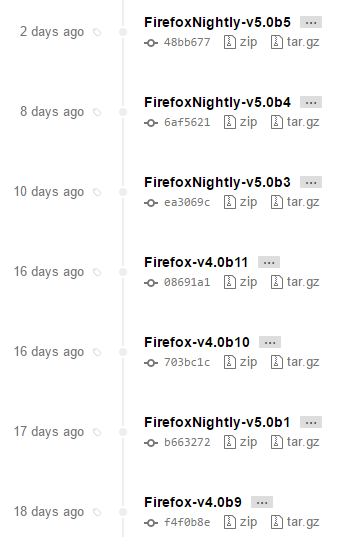 2 days ago FirefoxNightly-v5.0b5 ...
48bb677 zip tar.gz
8 days ago FirefoxNightly-v5.0b4 ...
6af5621 zip tar.gz
10 days ago FirefoxNightly-v5.0b3 ...
ea3069c zip tar.gz
16 days ago Firefox-v4.0b11 ...
08691a1 zip tar.gz
16 days ago Firefox-v4.0b10 ...
703bc1c zip tar.gz
17 days ago FirefoxNightly-v5.0b1 ...
b663272 zip tar.gz
18 days ago Firefox-v4.0b9 ...
f4f0b8e zip tar.gz